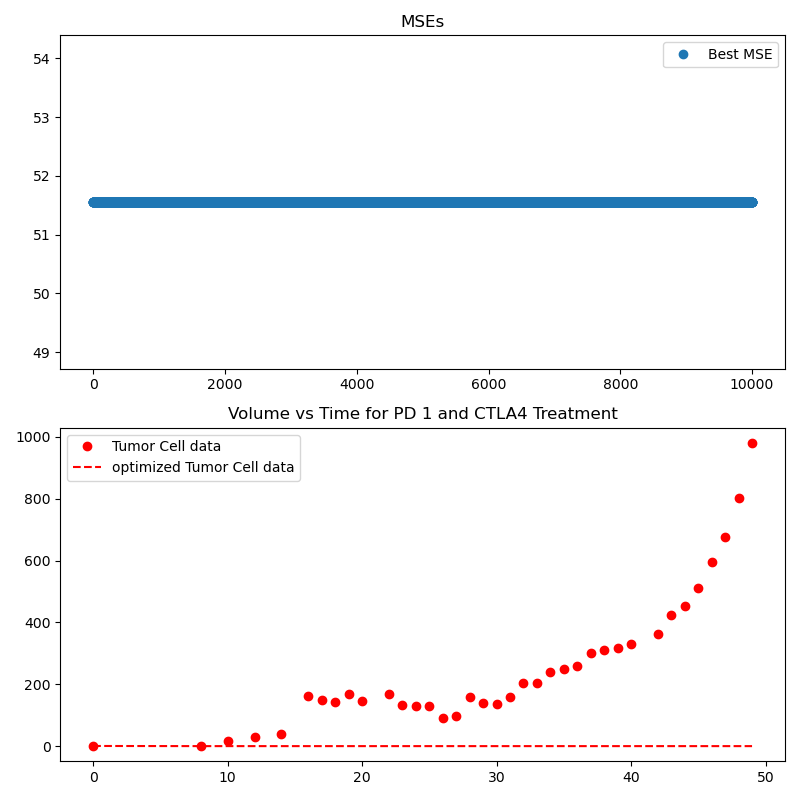 MSEs
54
53
52
51
50
49
Best MSE
0 2000 4000 6000 8000 10000
Volume vs Time for PD 1 and CTLA4 Treatment
1000
800
600
400
200
0
Tumor Cell data
optimized Tumor Cell data
0 10 20 30 40 50